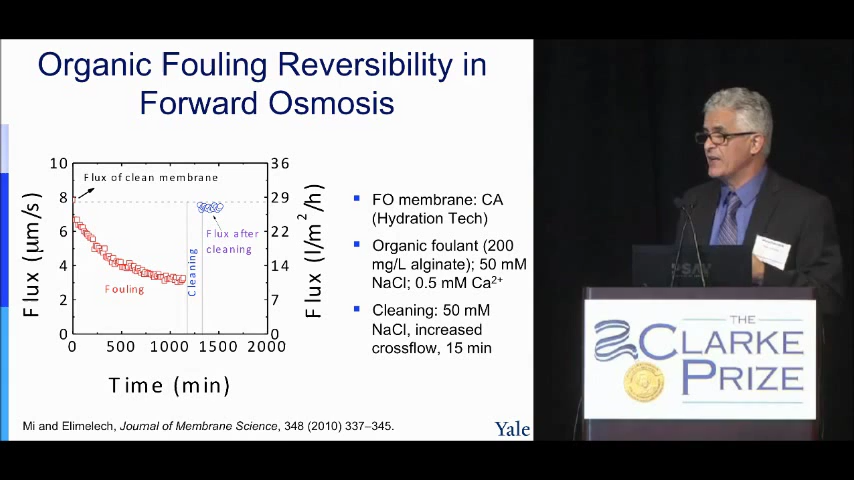 Organic Fouling Reversibility in
Forward Osmosis
10
8
6
4
2
0
36
29
22
14
7
0
0 500 1000 1500 2000
Flux (µm/s)
Flux (l/m²/h)
Time (min)
Flux of clean membrane
Flux after
cleaning
Fouling
Cleaning
FO membrane: CA
(Hydration Tech)
Organic foulant (200
mg/L alginate); 50 mM
NaCl; 0.5 mM Ca²⁺
Cleaning: 50 mM
NaCl, increased
crossflow, 15 min
Mi and Elimelech, Journal of Membrane Science, 348 (2010) 337–345.
Yale
PSAV
THE
CLARKE
PRIZE